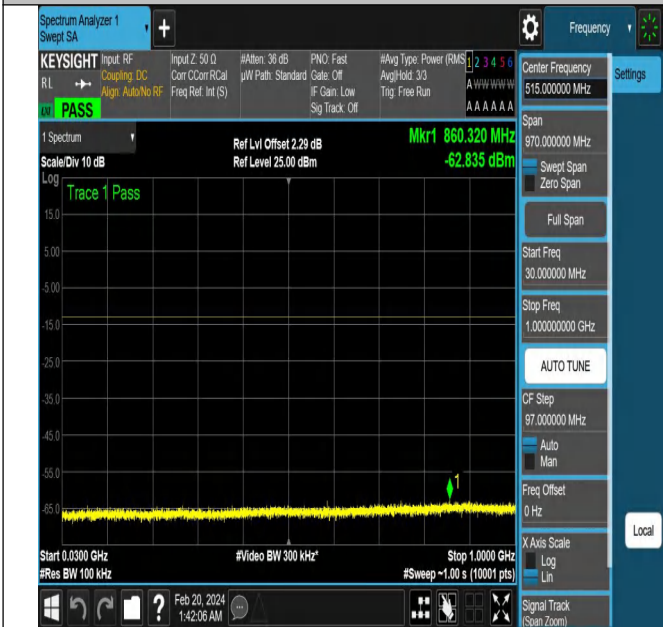 Spectrum Analyzer 1
Swept SA
+
Frequency
KEYSIGHT
RL
PASS
Input: RF
Coupling: DC
Align: Auto/No RF
Input Z: 50 Ω
Corr CCorr RCal
Freq Ref: Int (S)
#Atten: 36 dB
µW Path: Standard
PNO: Fast
Gate: Off
IF Gain: Low
Sig Track: Off
#Avg Type: Power (RMS
Avg|Hold: 3/3
Trig: Free Run
1 2 3 4 5 6
A W W W W W
A A A A A A
1 Spectrum
Scale/Div 10 dB
Ref Lvl Offset 2.29 dB
Ref Level 25.00 dBm
Mkr1 860.320 MHz
-62.835 dBm
Log
Trace 1 Pass
15.0
5.00
-5.00
-15.0
-25.0
-35.0
-45.0
-55.0
-65.0
1
Start 0.0300 GHz
#Res BW 100 kHz
#Video BW 300 kHz*
Stop 1.0000 GHz
#Sweep ~1.00 s (10001 pts)
?
Feb 20, 2024
1:42:06 AM
Center Frequency
515.000000 MHz
Span
970.000000 MHz
Swept Span
Zero Span
Full Span
Start Freq
30.000000 MHz
Stop Freq
1.000000000 GHz
AUTO TUNE
CF Step
97.000000 MHz
Auto
Man
Freq Offset
0 Hz
X Axis Scale
Log
Lin
Signal Track
(Span Zoom)
Settings
Local